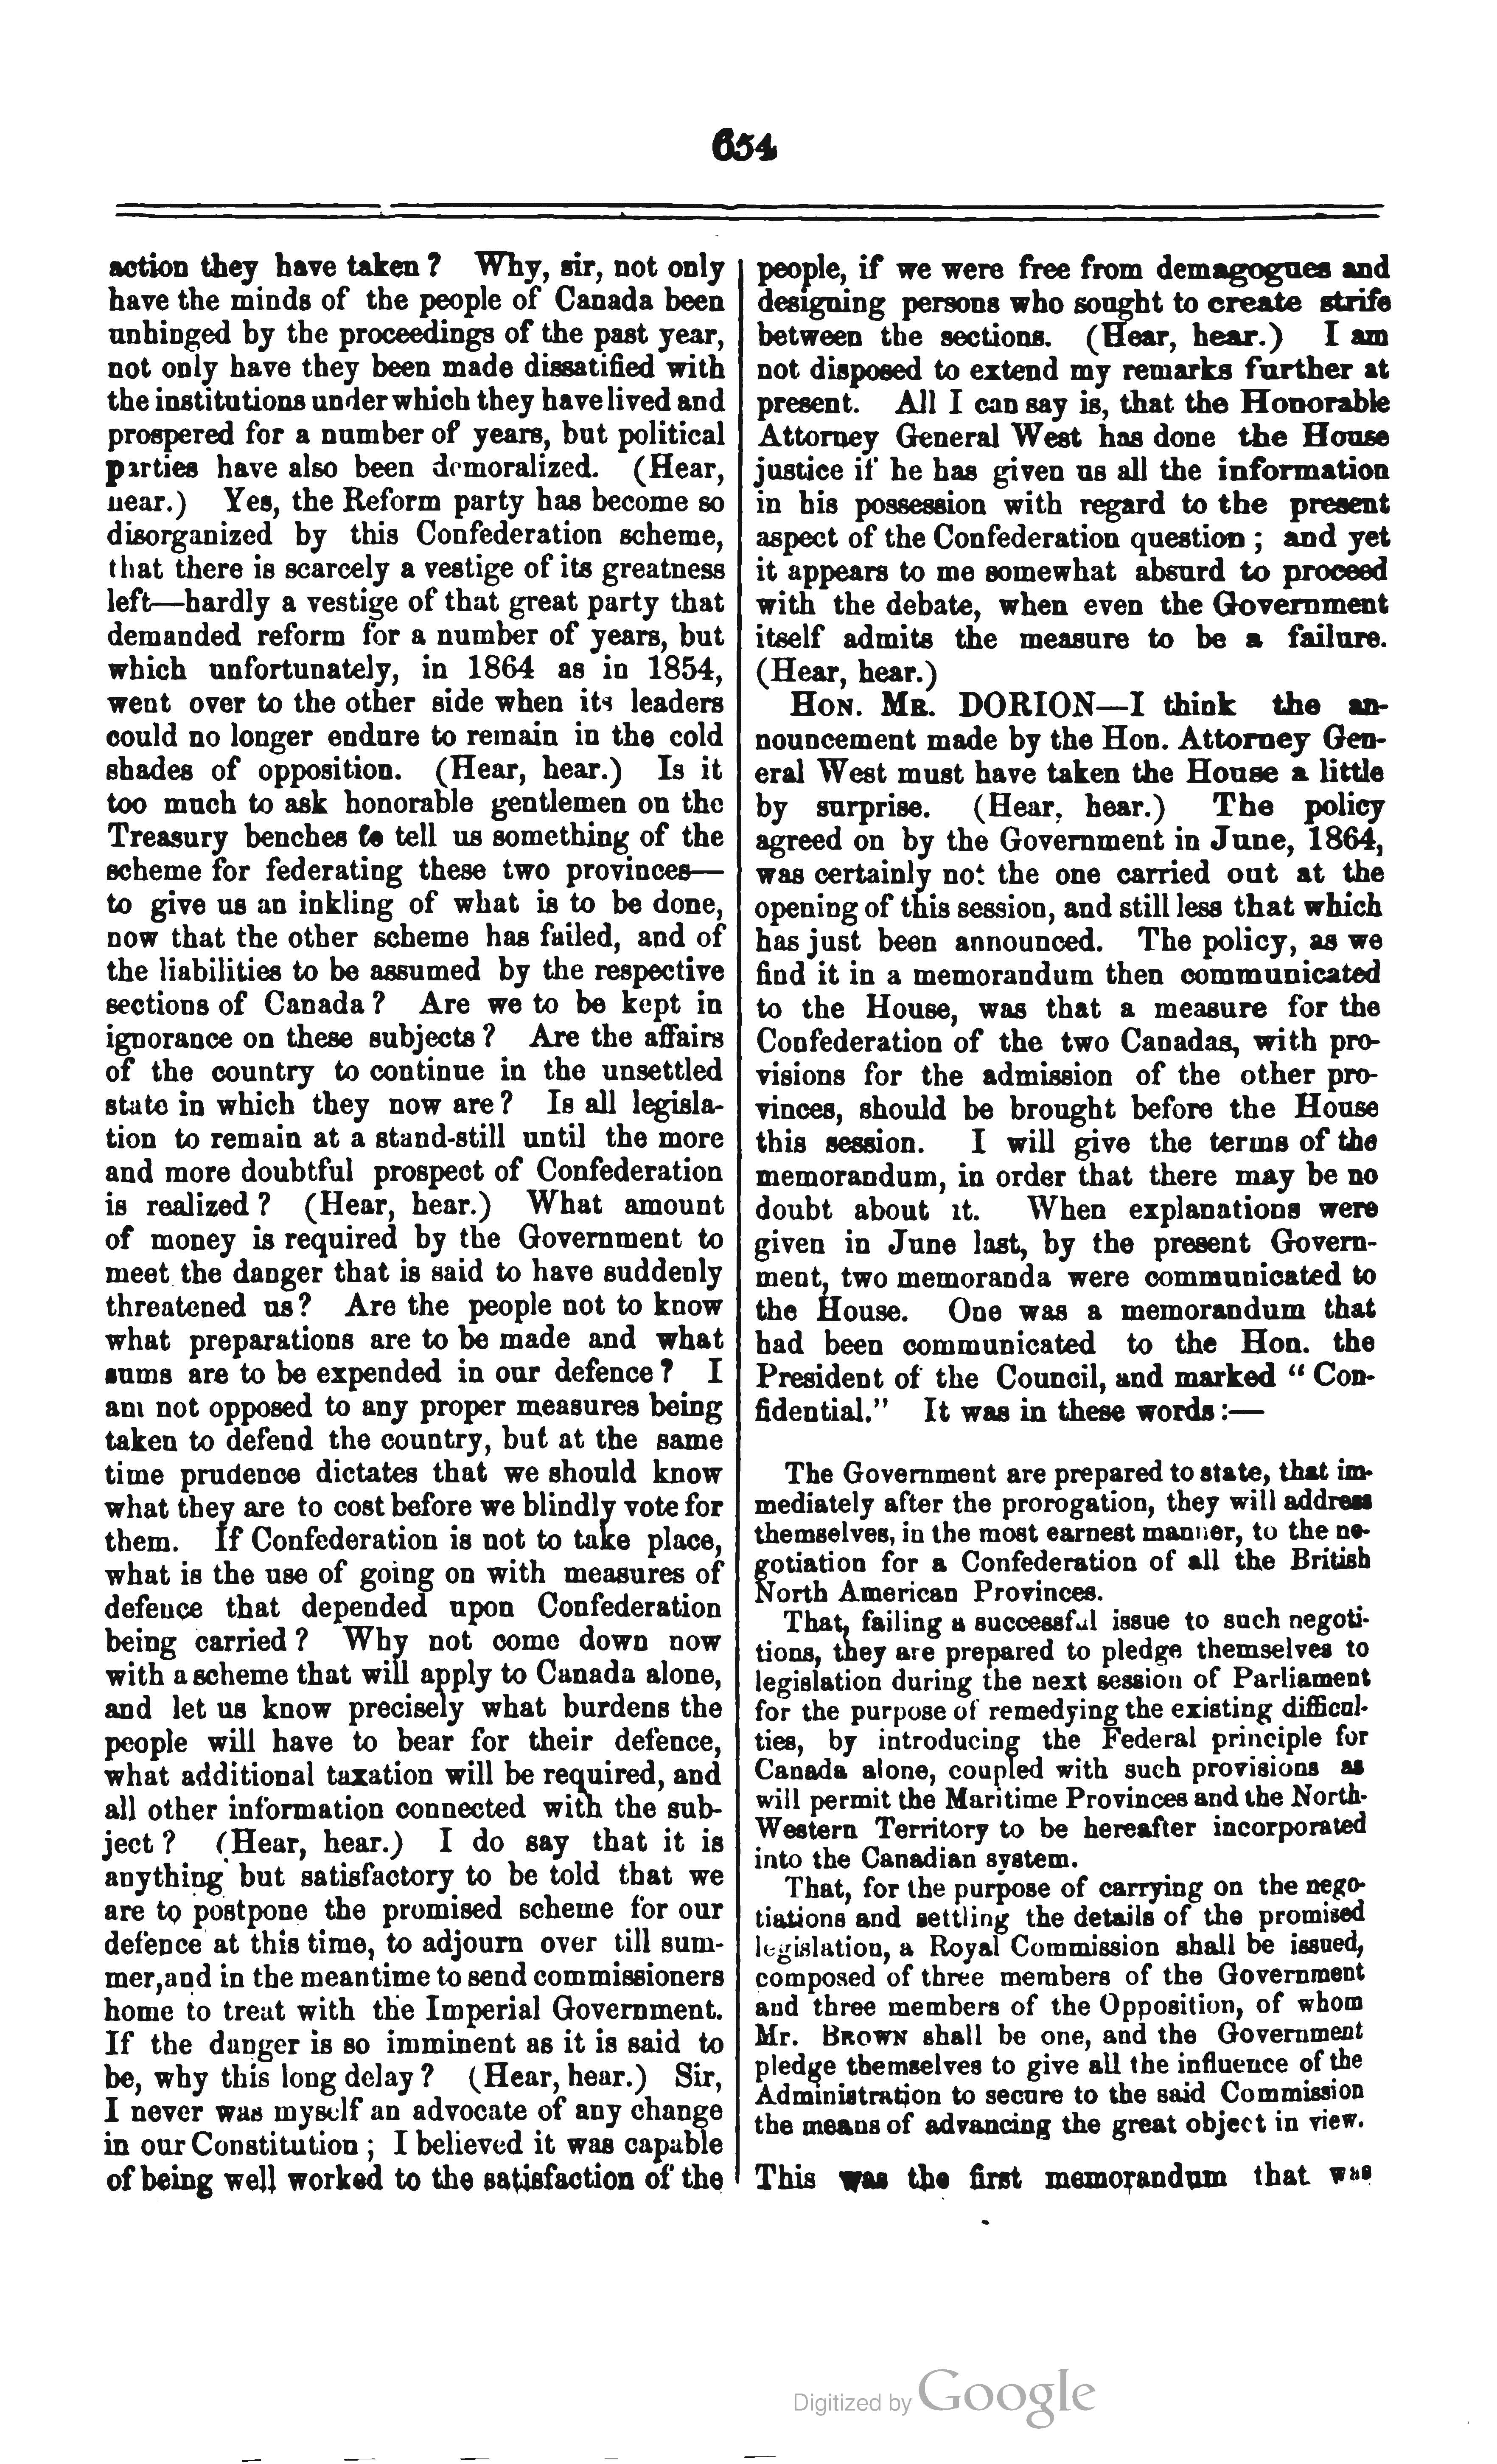 654
action they have taken? Why, sir, not only
have the minds of the people of Canada been
unhinged by the proceedings of the past year,
not only have they been made dissatified with
the institutions under which they have lived and
prospered for a number of years, but political
parties have also been demoralized. (Hear,
hear.) Yes, the Reform party has become so
disorganized by this Confederation scheme,
that there is scarcely a vestige of its greatness
left—hardly a vestige of that great party that
demanded reform for a number of years, but
which unfortunately, in 1864 as in 1854,
went over to the other side when its leaders
could no longer endure to remain in the cold
shades of opposition. (Hear, hear.) Is it
too much to ask honorable gentlemen on the
Treasury benches to tell us something of the
scheme for federating these two provinces—
to give us an inkling of what is to be done,
now that the other scheme has failed, and of
the liabilities to be assumed by the respective
sections of Canada? Are we to be kept in
ignorance on these subjects? Are the affairs
of the country to continue in the unsettled
state in which they now are? Is all legisla-
tion to remain at a stand-still until the more
and more doubtful prospect of Confederation
is realized? (Hear, hear.) What amount
of money is required by the Government to
meet the danger that is said to have suddenly
threatened us? Are the people not to know
what preparations are to be made and what
sums are to be expended in our defence? I
am not opposed to any proper measures being
taken to defend the country, but at the same
time prudence dictates that we should know
what they are to cost before we blindly vote for
them. If Confederation is not to take place,
what is the use of going on with measures of
defence that depended upon Confederation
being carried? Why not come down now
with a scheme that will apply to Canada alone,
and let us know precisely what burdens the
people will have to bear for their defence,
what additional taxation will be required, and
all other information connected with the sub-
ject? (Hear, hear.) I do say that it is
anything but satisfactory to be told that we
are to postpone the promised scheme for our
defence at this time, to adjourn over till sum-
mer, and in the meantime to send commissioners
home to treat with the Imperial Government.
If the danger is so imminent as it is said to
be, why this long delay? (Hear, hear.) Sir,
I never was myself an advocate of any change
in our Constitution; I believed it was capable
of being well worked to the satisfaction of the
people, if we were free from demagogues and
designing persons who sought to create strife
between the sections. (Hear, hear.) I am
not disposed to extend my remarks further at
present. All I can say is, that the Honorable
Attorney General West has done the House
justice if he has given us all the information
in his possession with regard to the present
aspect of the Confederation question; and yet
it appears to me somewhat absurd to proceed
with the debate, when even the Government
itself admits the measure to be a failure.
(Hear, hear.)
HON. MR. DORION—I think the an-
nouncement made by the Hon. Attorney Gen-
eral West must have taken the House a little
by surprise. (Hear, hear.) The policy
agreed on by the Government in June, 1864,
was certainly not the one carried out at the
opening of this session, and still less that which
has just been announced. The policy, as we
find it in a memorandum then communicated
to the House, was that a measure for the
Confederation of the two Canadas, with pro-
visions for the admission of the other pro-
vinces, should be brought before the House
this session. I will give the terms of the
memorandum, in order that there may be no
doubt about it. When explanations were
given in June last, by the present Govern-
ment, two memoranda were communicated to
the House. One was a memorandum that
had been communicated to the Hon. the
President of the Council, and marked "Con-
fidential." It was in these words:—
The Government are prepared to state, that im-
mediately after the prorogation, they will address
themselves, in the most earnest manner, to the ne-
gotiation for a Confederation of all the British
North American Provinces.
That, failing a successful issue to such negoti-
tions, they are prepared to pledge themselves to
legislation during the next session of Parliament
for the purpose of remedying the existing difficul-
ties, by introducing the Federal principle for
Canada alone, coupled with such provisions as
will permit the Maritime Provinces and the North-
Western Territory to be hereafter incorporated
into the Canadian system.
That, for the purpose of carrying on the nego-
tiations and settling the details of the promised
legislation, a Royal Commission shall be issued,
composed of three members of the Government
and three members of the Opposition, of whom
Mr. BROWN shall be one, and the Government
pledge themselves to give all the influence of the
Administration to secure to the said Commission
the means of advancing the great object in view.
This was the first memorandum that was
Digitized by Google